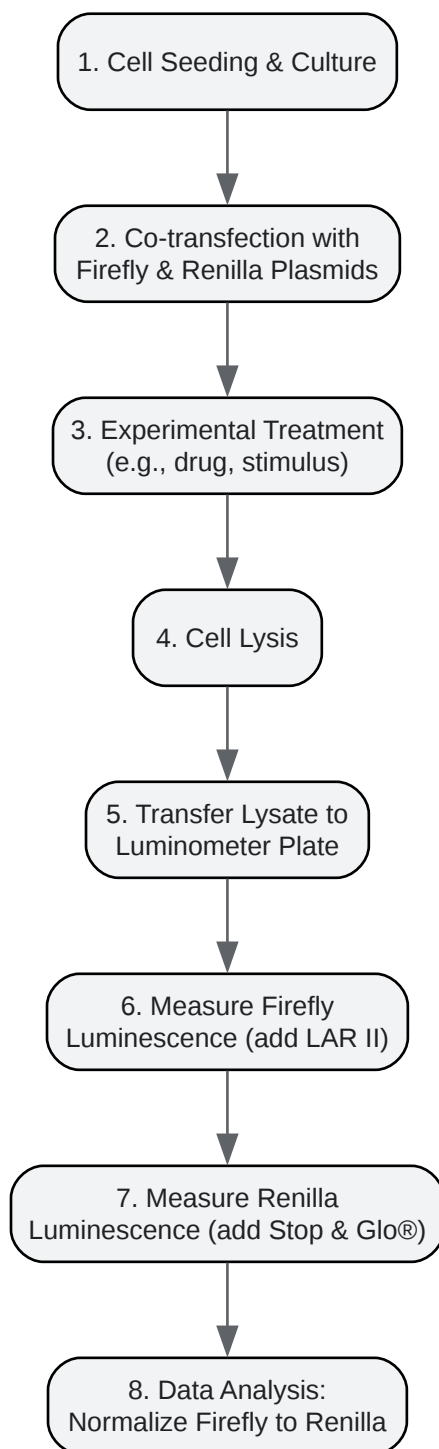 1. Cell Seeding & Culture
2. Co-transfection with
Firefly & Renilla Plasmids
3. Experimental Treatment
(e.g., drug, stimulus)
4. Cell Lysis
5. Transfer Lysate to
Luminometer Plate
6. Measure Firefly
Luminescence (add LAR II)
7. Measure Renilla
Luminescence (add Stop & Glo®)
8. Data Analysis:
Normalize Firefly to Renilla